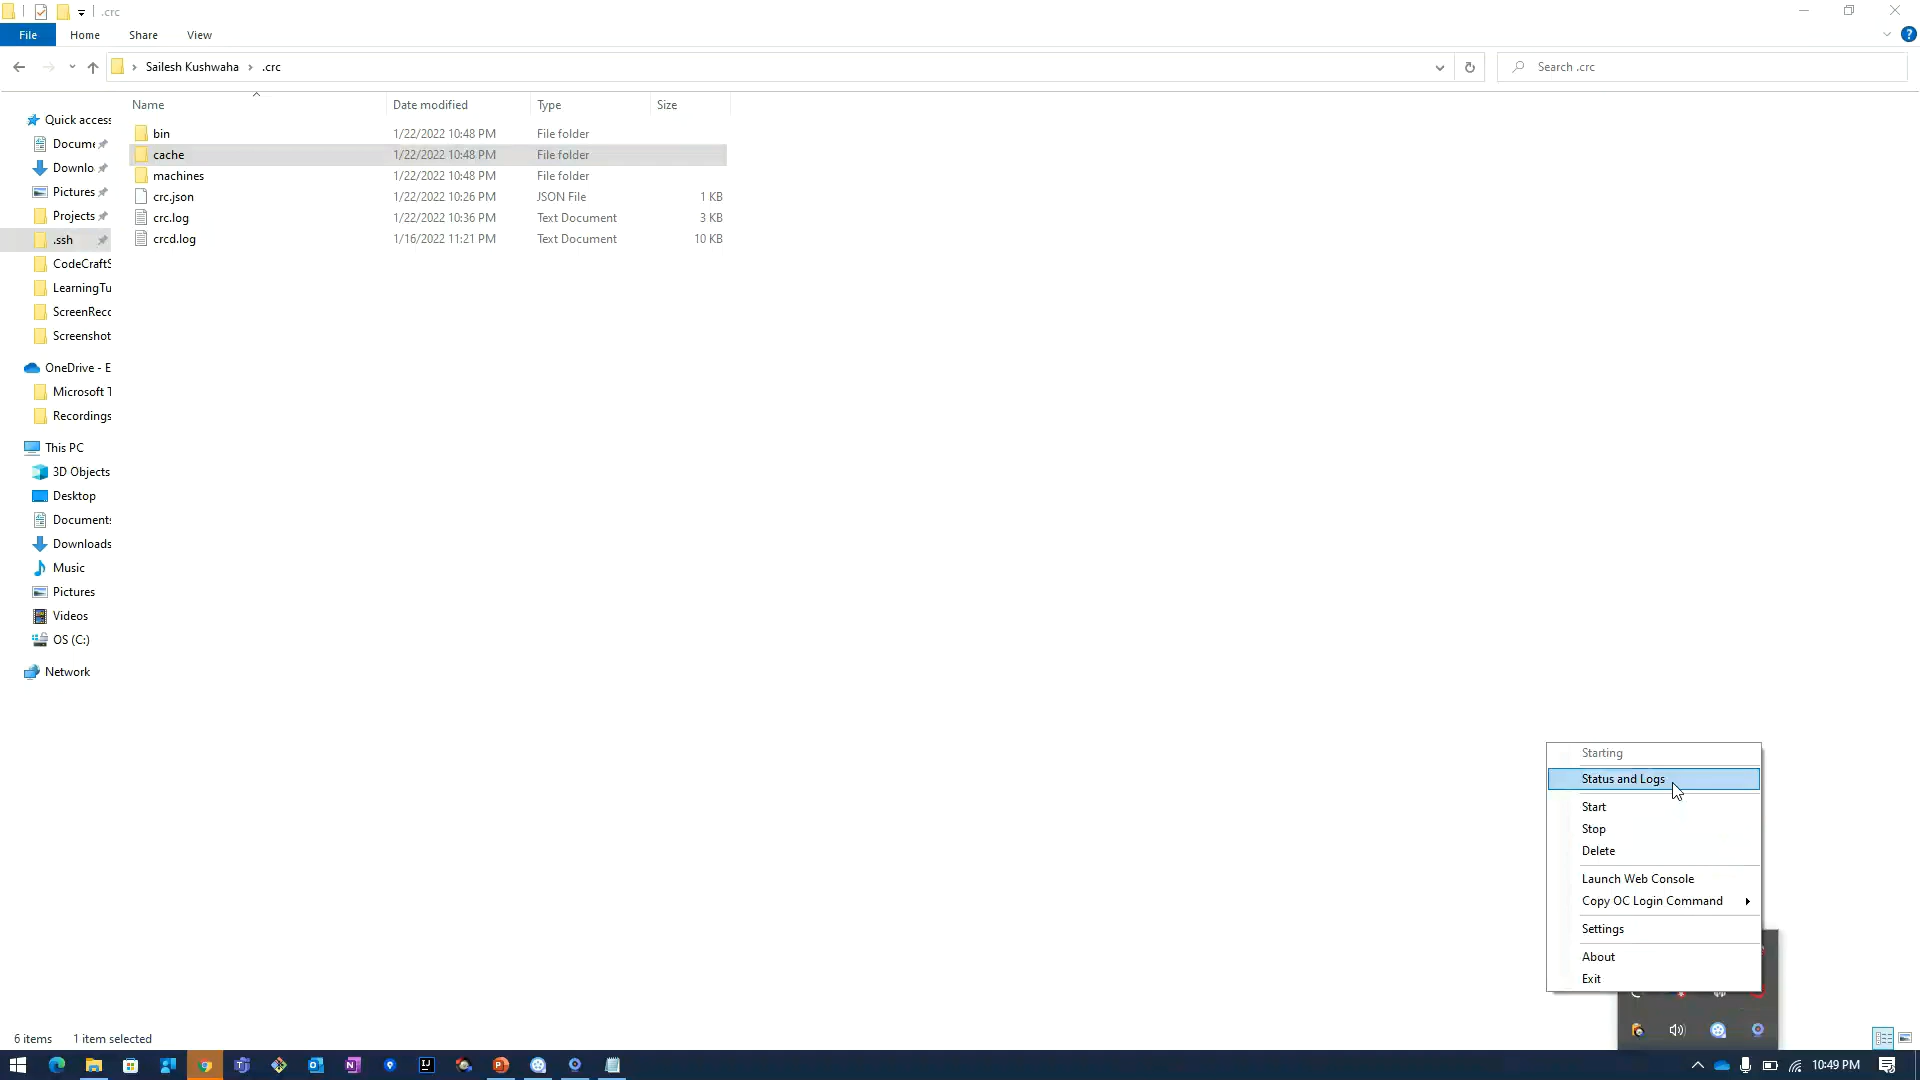 .crc
File Home Share View
Sailesh Kushwaha .crc
Search .crc
Name Date modified Type Size
bin 1/22/2022 10:48 PM File folder
cache 1/22/2022 10:48 PM File folder
machines 1/22/2022 10:48 PM File folder
crc.json 1/22/2022 10:26 PM JSON File 1 KB
crc.log 1/22/2022 10:36 PM Text Document 3 KB
crcd.log 1/16/2022 11:21 PM Text Document 10 KB
Quick access
Docume
Downlo
Pictures
Projects
.ssh
CodeCraftS
LearningTu
ScreenReco
Screenshot
OneDrive - E
Microsoft T
Recordings
This PC
3D Objects
Desktop
Documents
Downloads
Music
Pictures
Videos
OS (C:)
Network
Starting
Status and Logs
Start
Stop
Delete
Launch Web Console
Copy OC Login Command
Settings
About
Exit
6 items 1 item selected
10:49 PM